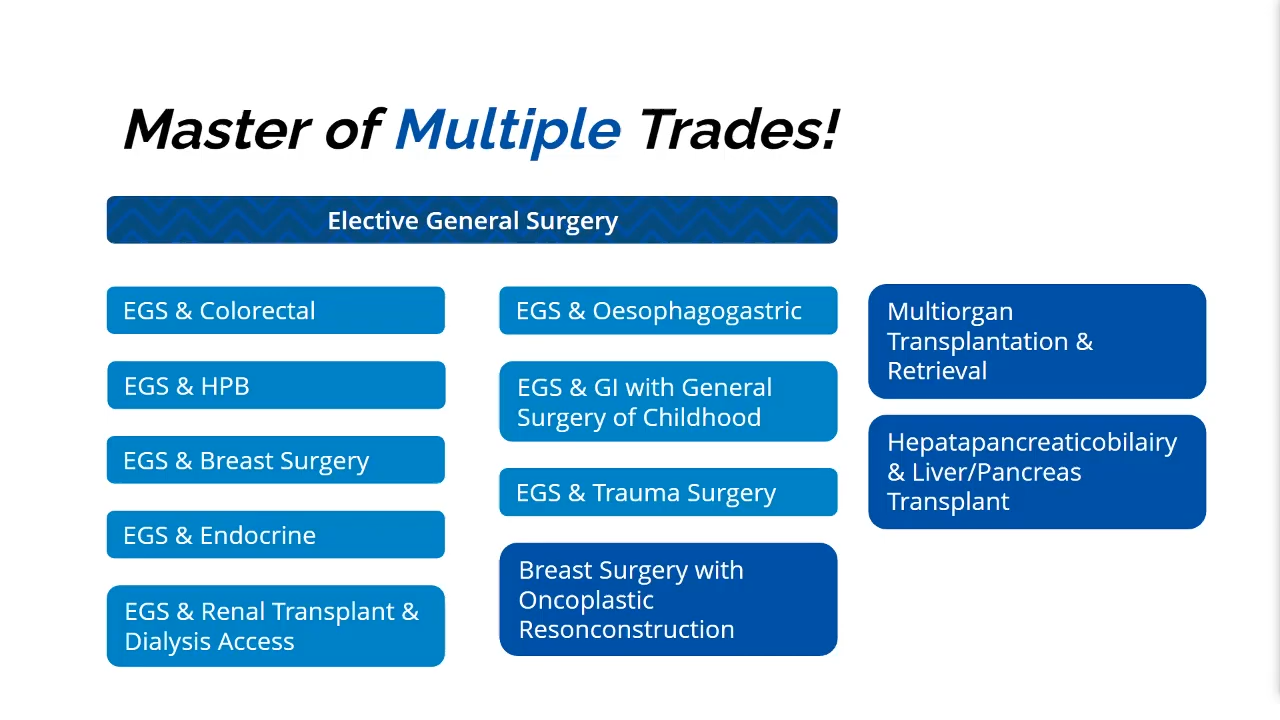 Master of Multiple Trades!
Elective General Surgery
EGS & Colorectal
EGS & HPB
EGS & Breast Surgery
EGS & Endocrine
EGS & Renal Transplant &
Dialysis Access
EGS & Oesophagogastric
EGS & GI with General
Surgery of Childhood
EGS & Trauma Surgery
Breast Surgery with
Oncoplastic
Resonconstruction
Multiorgan
Transplantation &
Retrieval
Hepatapancreaticobilairy
& Liver/Pancreas
Transplant